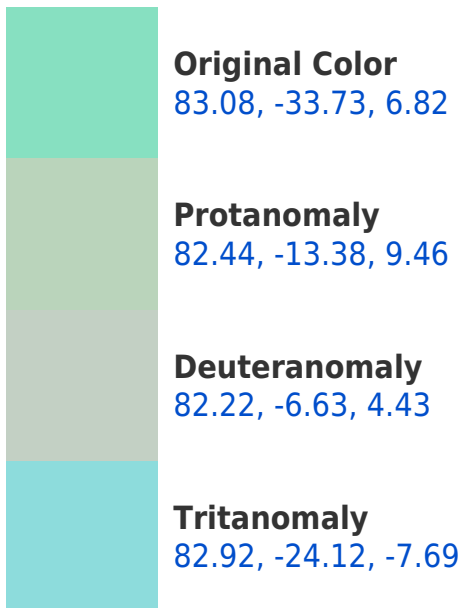 Original Color
83.08, -33.73, 6.82
Protanomaly
82.44, -13.38, 9.46
Deuteranomaly
82.22, -6.63, 4.43
Tritanomaly
82.92, -24.12, -7.69